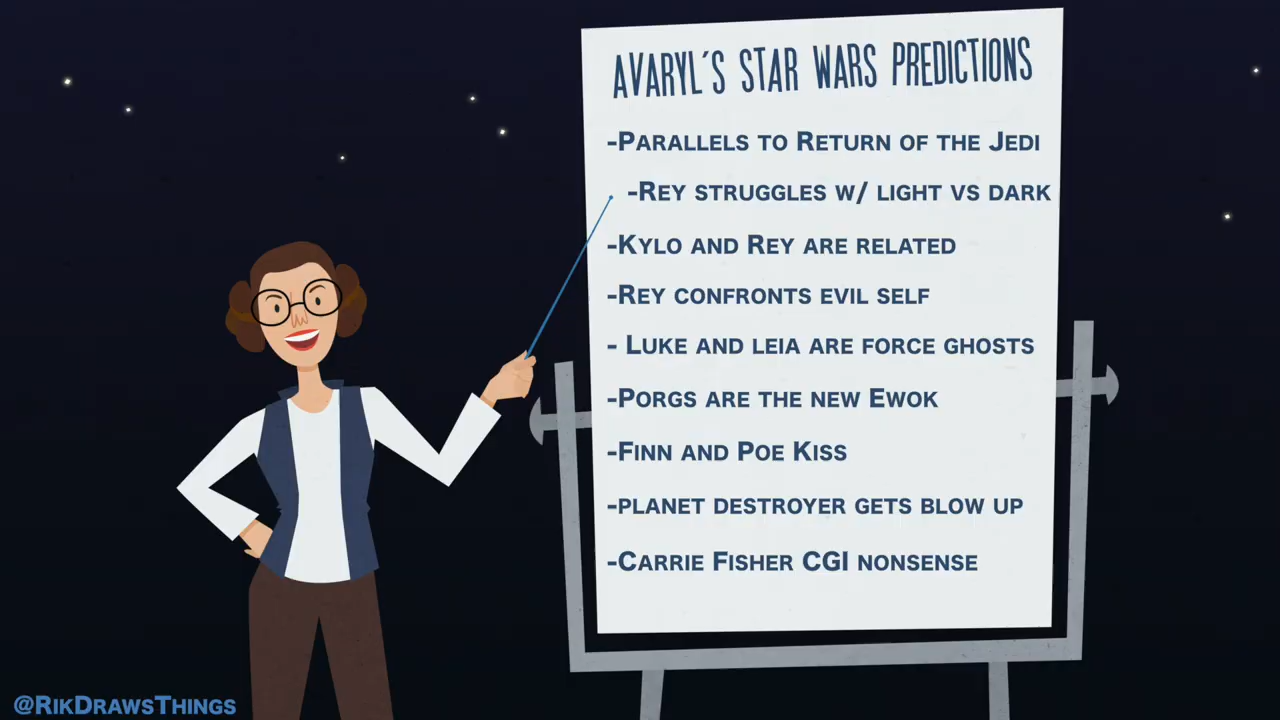 AVARYL'S STAR WARS PREDICTIONS
-PARALLELS TO RETURN OF THE JEDI
-REY STRUGGLES W/ LIGHT VS DARK
-KYLO AND REY ARE RELATED
-REY CONFRONTS EVIL SELF
- LUKE AND LEIA ARE FORCE GHOSTS
-PORGS ARE THE NEW EWOK
-FINN AND POE KISS
-PLANET DESTROYER GETS BLOW UP
-CARRIE FISHER CGI NONSENSE
@RIKDRAWSTHINGS